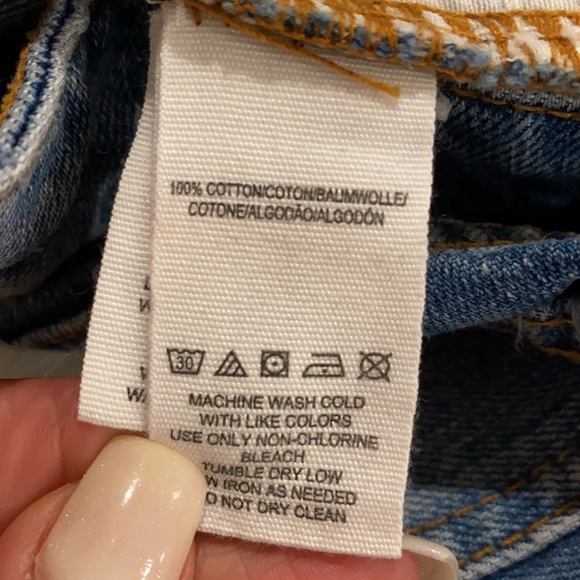 100% COTTON/COTON/BAUMWOLLE/
COTONE/ALGODÃO/ALGODÓN
30
MACHINE WASH COLD
WITH LIKE COLORS
USE ONLY NON-CHLORINE
BLEACH
TUMBLE DRY LOW
IRON AS NEEDED
DO NOT DRY CLEAN